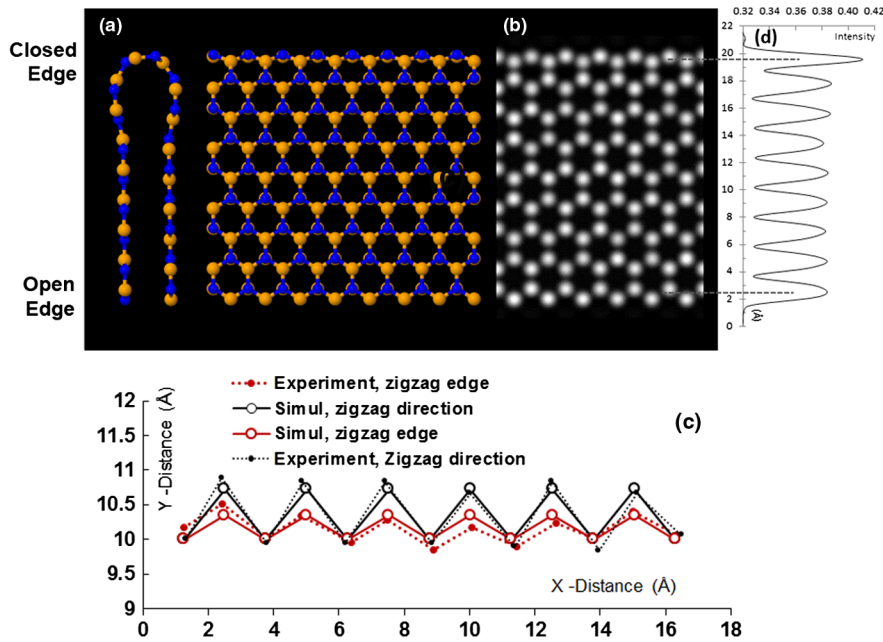 Closed
Edge
Open
Edge
(a)
(b)
0.32 0.34 0.36 0.38 0.40 0.42
(d)
Intensity
22
20
18
16
14
12
10
8
6
4
2
0
(Å)
Experiment, zigzag edge
Simul, zigzag direction
Simul, zigzag edge
Experiment, Zigzag direction
(c)
Y -Distance (Å)
12
11.5
11
10.5
10
9.5
9
X -Distance (Å)
0 2 4 6 8 10 12 14 16 18